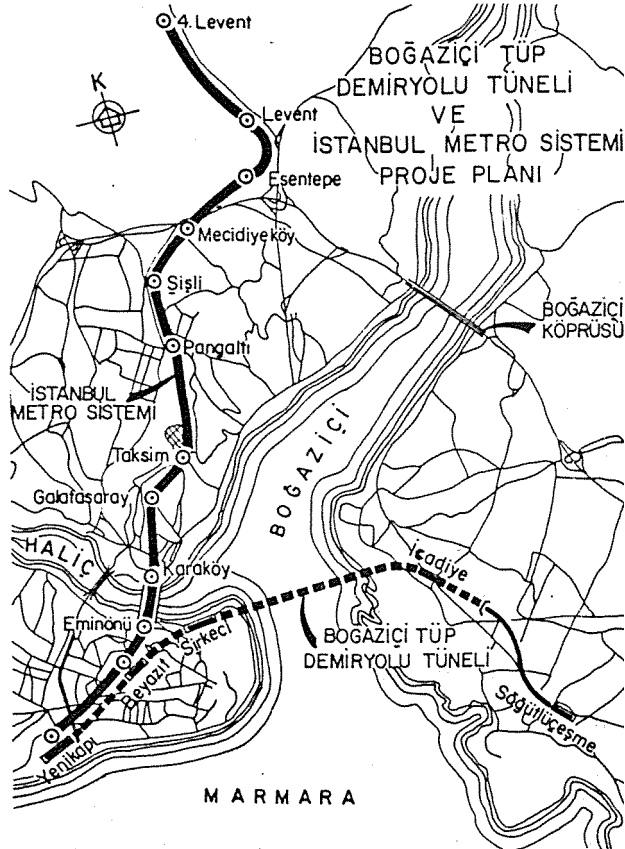 4. Levent
BOĞAZİÇİ TÜP
DEMİRYOLU TÜNELİ
VE
İSTANBUL METRO SİSTEMİ
PROJE PLANI
K
Levent
Esentepe
Mecidiyeköy
Şişli
BOĞAZİÇİ
KÖPRÜSÜ
Pangaltı
İSTANBUL
METRO SİSTEMİ
BOĞAZİÇİ
Taksim
Galatasaray
HALİÇ
Karaköy
İcadiye
Eminönü
Sirkeci
BOĞAZİÇİ TÜP
DEMİRYOLU TÜNELİ
Beyazıt
Söğütlüçeşme
Yenikapı
MARMARA